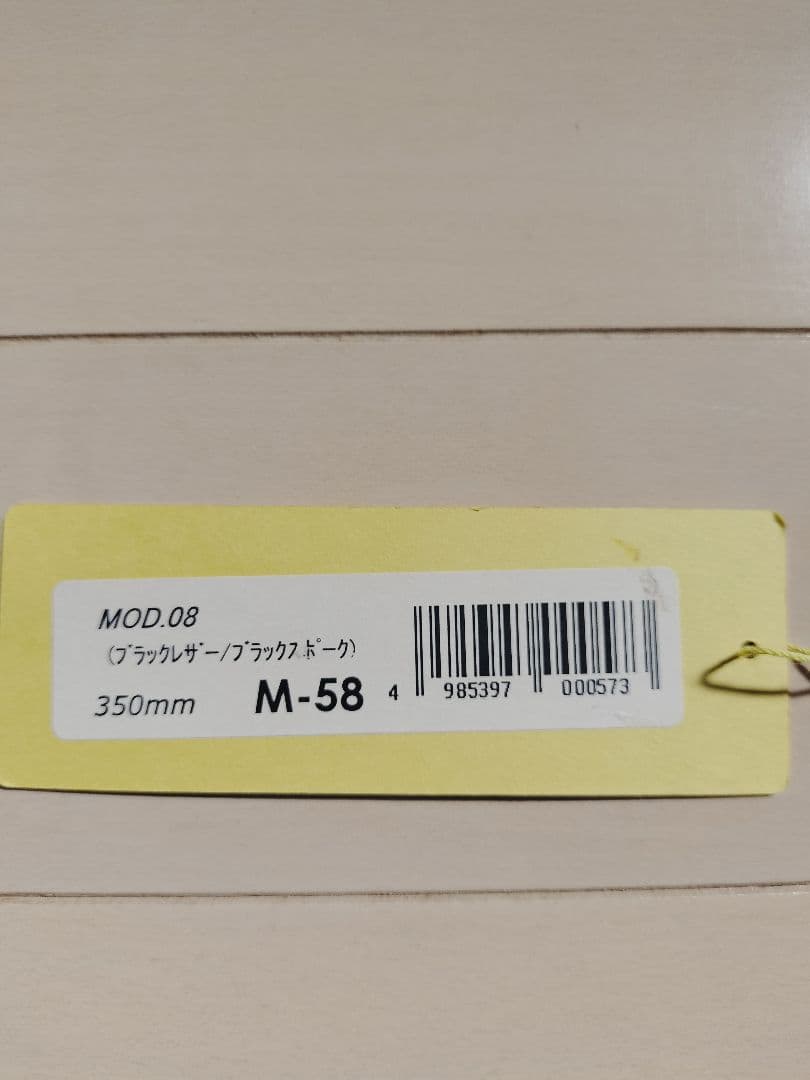 MOD.08
(ﾌﾞﾗｯｸﾚｻﾞｰ/ﾌﾞﾗｯｸｽﾎﾟｰｸ)
350mm M-58
4 985397 000573